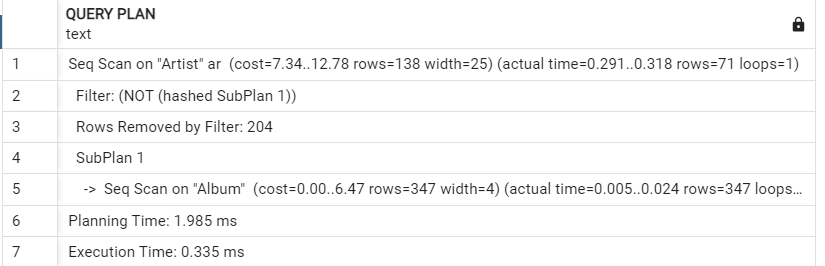 QUERY PLAN
text
1 Seq Scan on "Artist" ar (cost=7.34..12.78 rows=138 width=25) (actual time=0.291..0.318 rows=71 loops=1)
2 Filter: (NOT (hashed SubPlan 1))
3 Rows Removed by Filter: 204
4 SubPlan 1
5 -> Seq Scan on "Album" (cost=0.00..6.47 rows=347 width=4) (actual time=0.005..0.024 rows=347 loops...
6 Planning Time: 1.985 ms
7 Execution Time: 0.335 ms